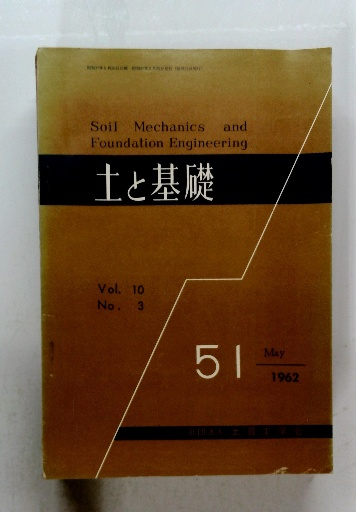 Soil Mechanics and
Foundation Engineering
土と基礎
Vol. 10
No. 3
51
May
1962